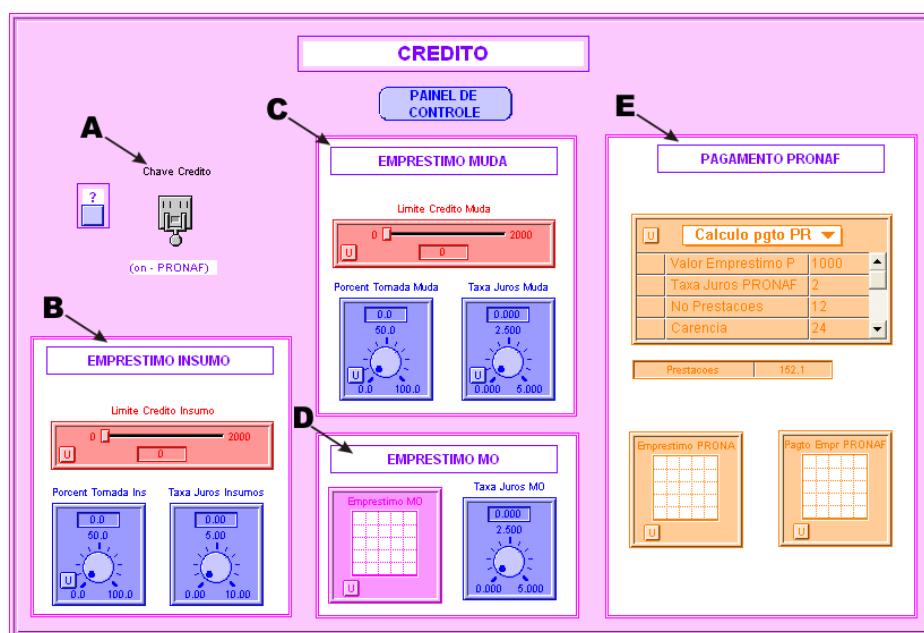 CREDITO
PAINEL DE
CONTROLE
A
Chave Credito
?
(on - PRONAF)
B
EMPRESTIMO INSUMO
Limite Credito Insumo
0 2000
0
U
Porcent Tomada Ins
0.0
50.0
U
0.0 100.0
Taxa Juros Insumos
0.00
5.00
0.00 10.00
C
EMPRESTIMO MUDA
Limite Credito Muda
0 2000
0
U
Porcent Tomada Muda
0.0
50.0
U
0.0 100.0
Taxa Juros Muda
0.000
2.500
U
0.000 5.000
D
EMPRESTIMO MO
Emprestimo MO
U
Taxa Juros MO
0.000
2.500
0.000 5.000
E
PAGAMENTO PRONAF
U
Calculo pgto PR
Valor Emprestimo P 1000
Taxa Juros PRONAF 2
No Prestacoes 12
Carencia 24
Prestacoes 152.1
Emprestimo PRONA
U
Pagto Empr PRONAF
U